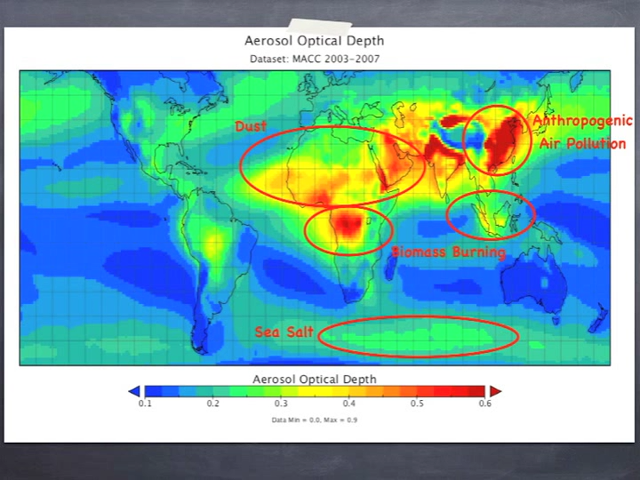 Aerosol Optical Depth
Dataset: MACC 2003-2007
Dust
Anthropogenic
Air Pollution
Biomass Burning
Sea Salt
Aerosol Optical Depth
0.1 0.2 0.3 0.4 0.5 0.6
Data Min = 0.0, Max = 0.9